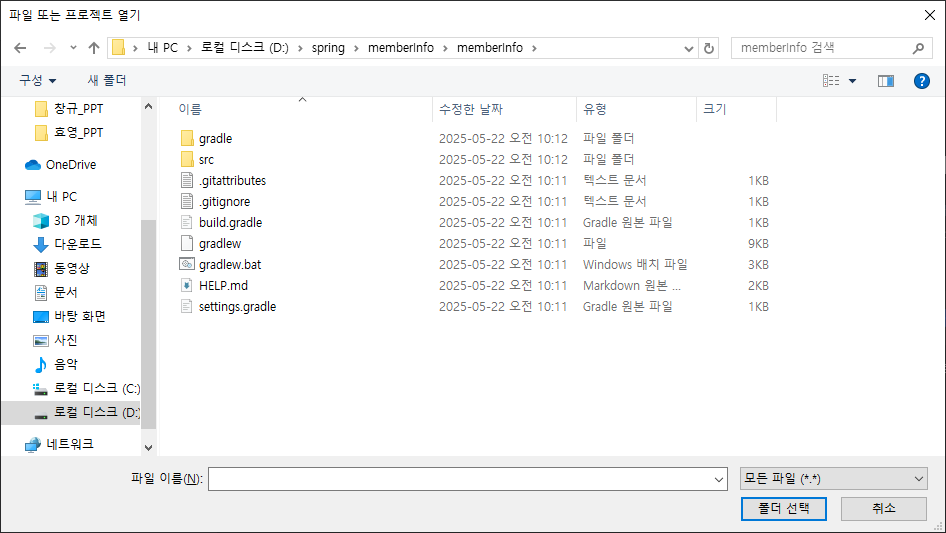 파일 또는 프로젝트 열기
내 PC > 로컬 디스크 (D:) > spring > memberInfo > memberInfo >
memberInfo 검색
구성 새 폴더
창규_PPT
효영_PPT
OneDrive
내 PC
3D 개체
다운로드
동영상
문서
바탕 화면
사진
음악
로컬 디스크 (C:)
로컬 디스크 (D:)
네트워크
이름 수정한 날짜 유형 크기
gradle 2025-05-22 오전 10:12 파일 폴더
src 2025-05-22 오전 10:12 파일 폴더
.gitattributes 2025-05-22 오전 10:11 텍스트 문서 1KB
.gitignore 2025-05-22 오전 10:11 텍스트 문서 1KB
build.gradle 2025-05-22 오전 10:11 Gradle 원본 파일 1KB
gradlew 2025-05-22 오전 10:11 파일 9KB
gradlew.bat 2025-05-22 오전 10:11 Windows 배치 파일 3KB
HELP.md 2025-05-22 오전 10:11 Markdown 원본 ... 2KB
settings.gradle 2025-05-22 오전 10:11 Gradle 원본 파일 1KB
파일 이름(N):
모든 파일 (*.*)
폴더 선택 취소